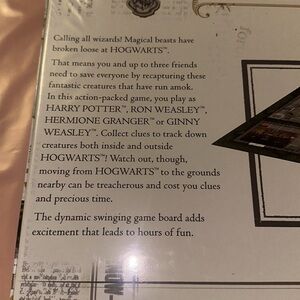 Calling all wizards! Magical beasts have
broken loose at HOGWARTS™.
That means you and up to three friends
need to save everyone by recapturing these
fantastic creatures that have run amok.
In this action-packed game, you play as
HARRY POTTER™, RON WEASLEY™,
HERMIONE GRANGER™ or GINNY
WEASLEY™. Collect clues to track down
creatures both inside and outside
HOGWARTS™! Watch out, though,
moving from HOGWARTS™ to the grounds
nearby can be treacherous and cost you clues
and precious time.
The dynamic swinging game board adds
excitement that leads to hours of fun.